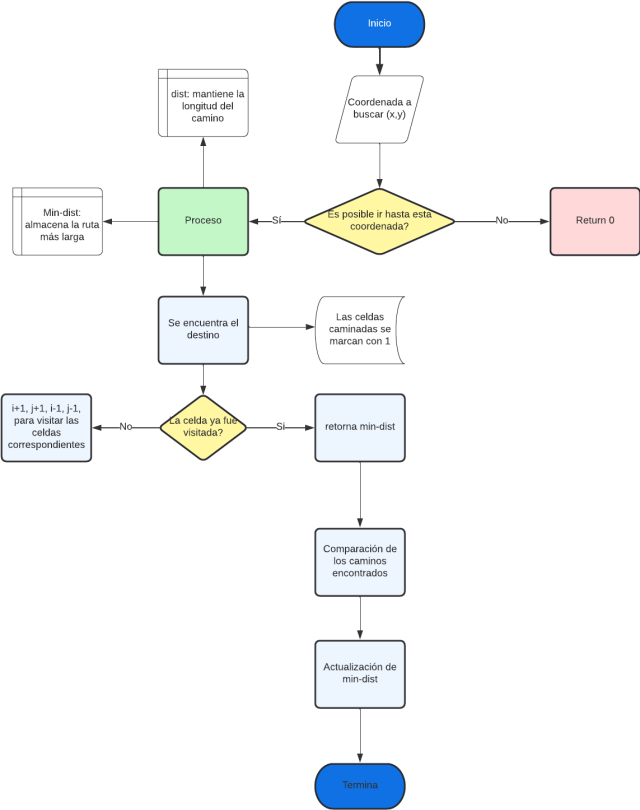 Inicio
Coordenada a
buscar (x,y)
dist: mantiene la
longitud del
camino
Min-dist:
almacena la ruta
más larga
Proceso
Sí
Es posible ir hasta esta
coordenada?
No
Return 0
Se encuentra el
destino
Las celdas
caminadas se
marcan con 1
i+1, j+1, i-1, j-1,
para visitar las
celdas
correspondientes
No
La celda ya fue
visitada?
Si
retorna min-dist
Comparación de
los caminos
encontrados
Actualización de
min-dist
Termina